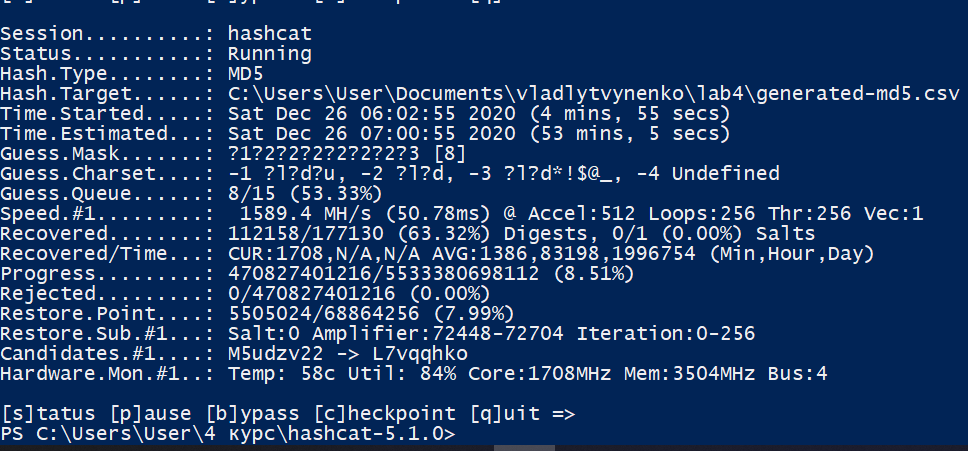 [s]tatus [p]ause [b]ypass [c]heckpoint [q]uit =>
Session..........: hashcat
Status...........: Running
Hash.Type........: MD5
Hash.Target......: C:\Users\User\Documents\vladlytvynenko\lab4\generated-md5.csv
Time.Started.....: Sat Dec 26 06:02:55 2020 (4 mins, 55 secs)
Time.Estimated...: Sat Dec 26 07:00:55 2020 (53 mins, 5 secs)
Guess.Mask.......: ?1?2?2?2?2?2?2?3 [8]
Guess.Charset....: -1 ?l?d?u, -2 ?l?d, -3 ?l?d*!$@_, -4 Undefined
Guess.Queue......: 8/15 (53.33%)
Speed.#1.........:  1589.4 MH/s (50.78ms) @ Accel:512 Loops:256 Thr:256 Vec:1
Recovered........: 112158/177130 (63.32%) Digests, 0/1 (0.00%) Salts
Recovered/Time...: CUR:1708,N/A,N/A AVG:1386,83198,1996754 (Min,Hour,Day)
Progress.........: 470827401216/5533380698112 (8.51%)
Rejected.........: 0/470827401216 (0.00%)
Restore.Point....: 5505024/68864256 (7.99%)
Restore.Sub.#1...: Salt:0 Amplifier:72448-72704 Iteration:0-256
Candidates.#1....: M5udzv22 -> L7vqqhko
Hardware.Mon.#1..: Temp: 58c Util: 84% Core:1708MHz Mem:3504MHz Bus:4
[s]tatus [p]ause [b]ypass [c]heckpoint [q]uit =>
PS C:\Users\User\4 курс\hashcat-5.1.0>